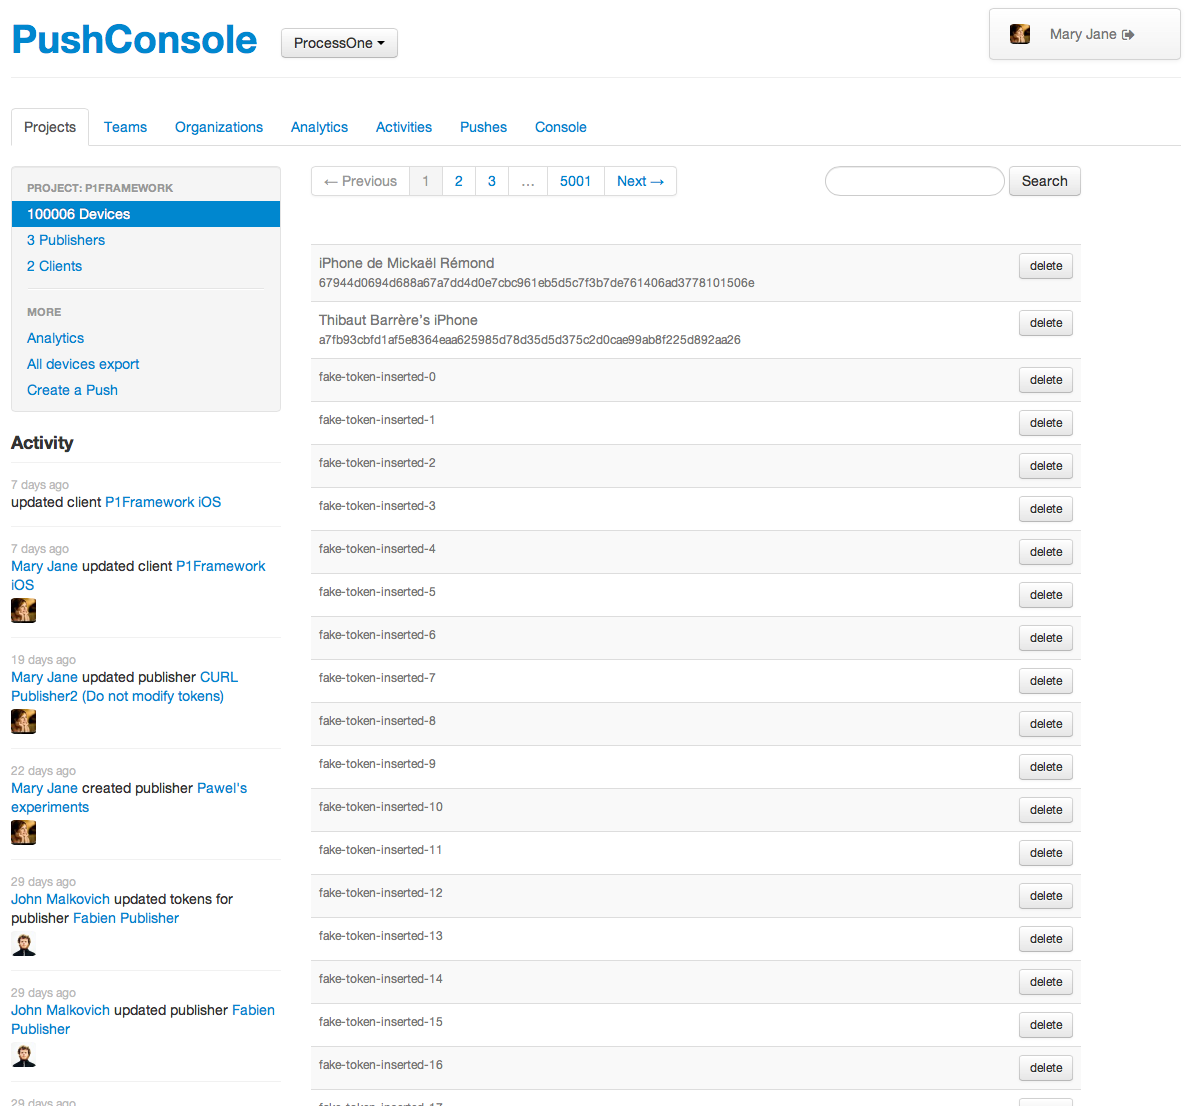 PushConsole
ProcessOne
Mary Jane
Projects
Teams
Organizations
Analytics
Activities
Pushes
Console
PROJECT: P1FRAMEWORK
100006 Devices
3 Publishers
2 Clients
MORE
Analytics
All devices export
Create a Push
Activity
7 days ago
updated client P1Framework iOS
7 days ago
Mary Jane updated client P1Framework
iOS
19 days ago
Mary Jane updated publisher CURL
Publisher2 (Do not modify tokens)
22 days ago
Mary Jane created publisher Pawel's
experiments
29 days ago
John Malkovich updated tokens for
publisher Fabien Publisher
29 days ago
John Malkovich updated publisher Fabien
Publisher
29 days ago
← Previous 1 2 3 ... 5001 Next →
Search
iPhone de Mickaël Rémond
67944d0694d688a67a7dd4d0e7cbc961eb5d5c7f3b7de761406ad3778101506e
delete
Thibaut Barrère's iPhone
a7fb93cbfd1af5e8364eaa625985d78d35d5d375c2d0cae99ab8f225d892aa26
delete
fake-token-inserted-0
delete
fake-token-inserted-1
delete
fake-token-inserted-2
delete
fake-token-inserted-3
delete
fake-token-inserted-4
delete
fake-token-inserted-5
delete
fake-token-inserted-6
delete
fake-token-inserted-7
delete
fake-token-inserted-8
delete
fake-token-inserted-9
delete
fake-token-inserted-10
delete
fake-token-inserted-11
delete
fake-token-inserted-12
delete
fake-token-inserted-13
delete
fake-token-inserted-14
delete
fake-token-inserted-15
delete
fake-token-inserted-16
delete
fake-token-inserted-17